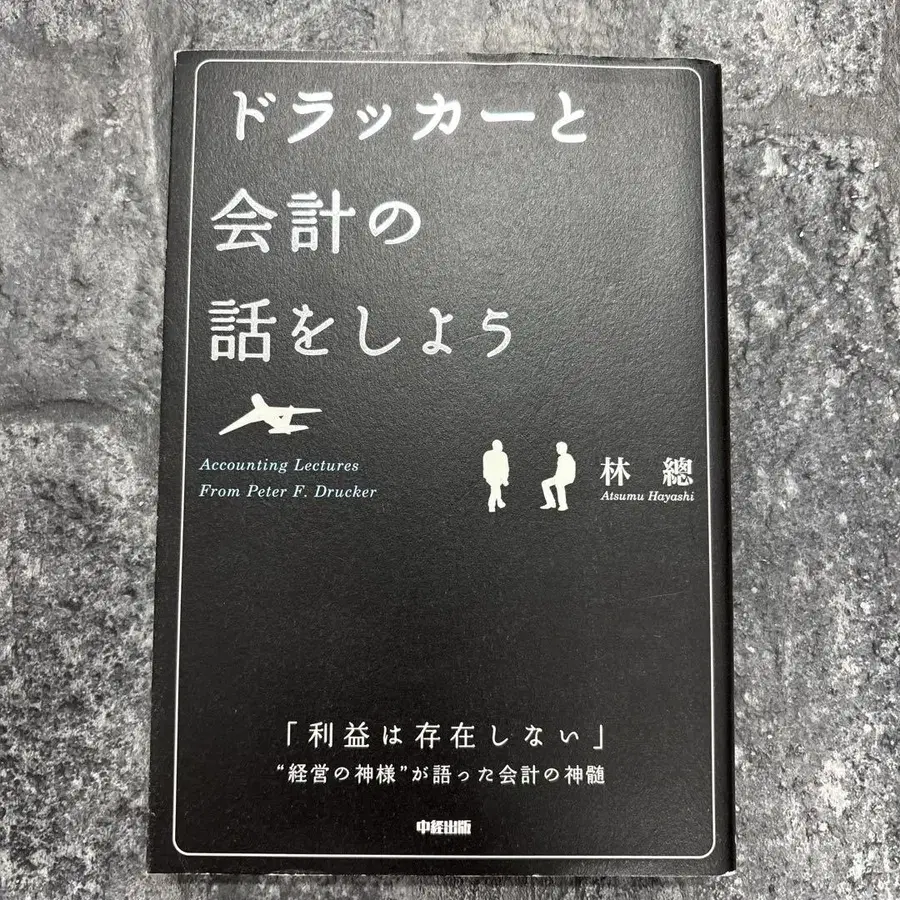 ドラッカーと
会計の
話をしよう
Accounting Lectures
From Peter F. Drucker
林 總
Atsumu Hayashi
「利益は存在しない」
“経営の神様”が語った会計の神髄
中経出版